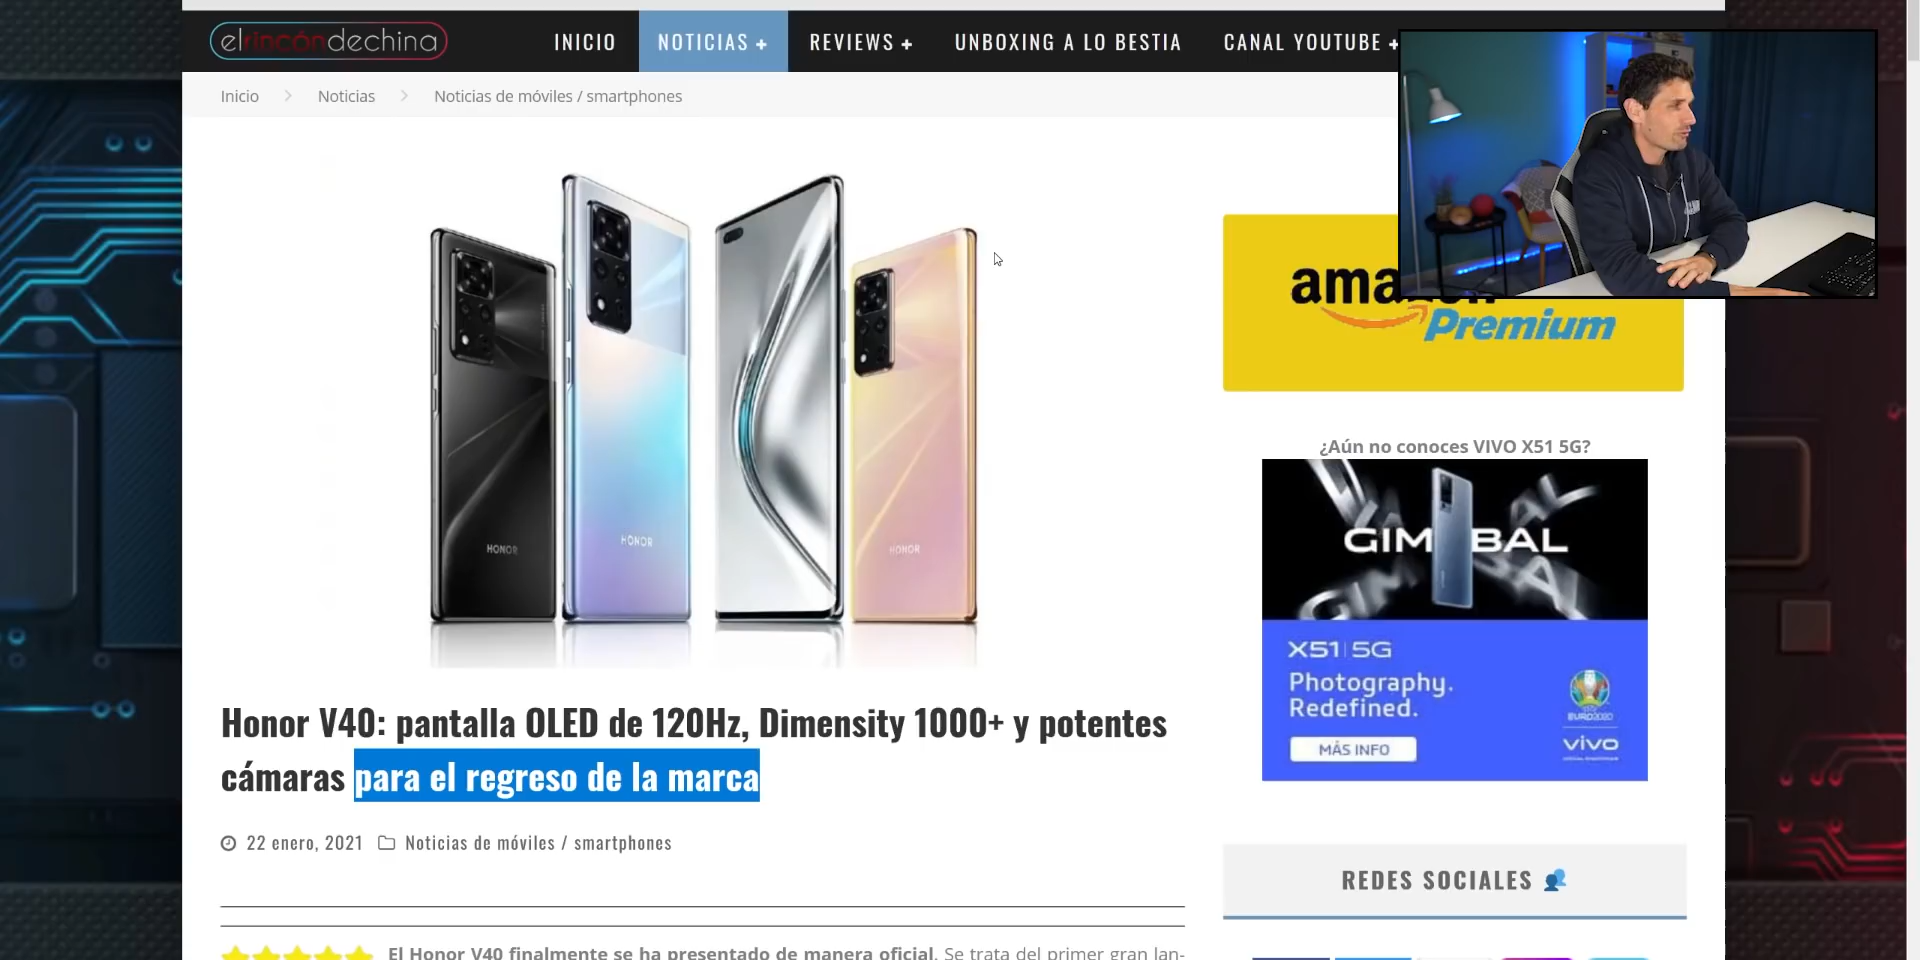 elrincóndechina
INICIO
NOTICIAS +
REVIEWS +
UNBOXING A LO BESTIA
CANAL YOUTUBE +
Inicio > Noticias > Noticias de móviles / smartphones
HONOR
HONOR
HONOR
Premium
¿Aún no conoces VIVO X51 5G?
GIMBAL
X51 | 5G
Photography.
Redefined.
MÁS INFO
EURO2020
vivo
Honor V40: pantalla OLED de 120Hz, Dimensity 1000+ y potentes
cámaras para el regreso de la marca
22 enero, 2021 Noticias de móviles / smartphones
REDES SOCIALES
El Honor V40 finalmente se ha presentado de manera oficial. Se trata del primer gran lan-